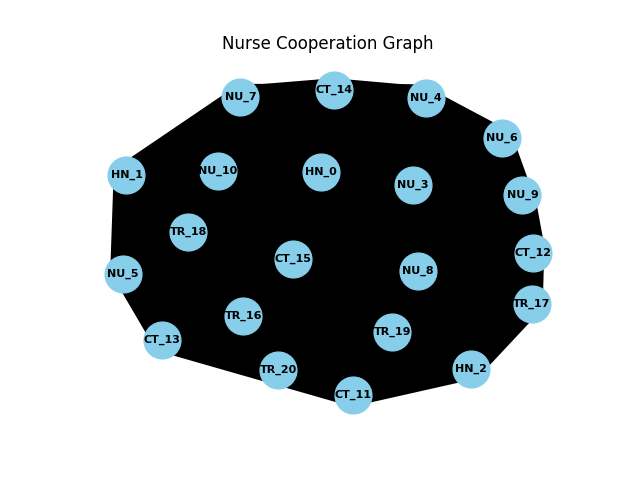 Nurse Cooperation Graph
CT_14
NU_7
NU_4
NU_6
NU_10
HN_0
HN_1
NU_3
NU_9
TR_18
CT_12
CT_15
NU_8
NU_5
TR_17
TR_16
TR_19
CT_13
HN_2
TR_20
CT_11